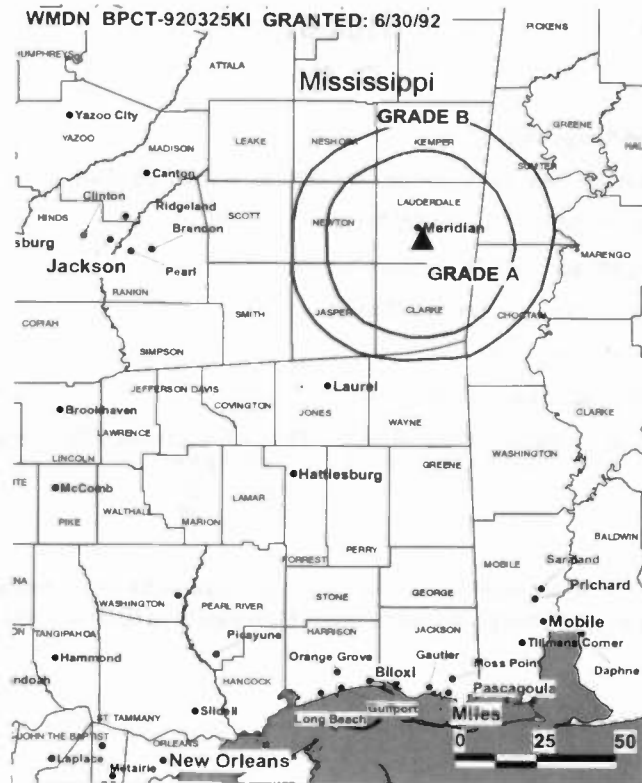 WMDN BPCT-920325KI GRANTED: 6/30/92
PICKENS
ATTALA
Mississippi
GRADE B
Yazoo City
YAZOO
GREENE
LEAKE
NESHOBA
KEMPER
MADISON
SUMTER
Canton
Clinton
Ridgeland
LAUDERDALE
HINDS
SCOTT
NEWTON
Meridian
Brandon
sburg
MARENGO
Jackson
Pearl
GRADE A
RANKIN
SMITH
JASPER
CLARKE
CHOCTAW
COPIAH
SIMPSON
JEFFERSON DAVIS
Laurel
Brookhaven
COVINGTON
JONES
CLARKE
LAWRENCE
WAYNE
LINCOLN
GREENE
WASHINGTON
Hattiesburg
McComb
LAMAR
WALTHALL
PIKE
MARION
BALDWIN
FORREST
PERRY
MOBILE
Saraland
Prichard
STONE
GEORGE
WASHINGTON
PEARL RIVER
Mobile
TANGIPAHOA
HARRISON
JACKSON
Picayune
Tillmans Corner
Hammond
Orange Grove
Gautier
Moss Point
Daphne
HANCOCK
Biloxi
Pascagoula
Slidell
Gulfport
ST TAMMANY
Long Beach
Miles
JOHN THE BAPTIST
ORLEANS
Laplace
New Orleans
Metairie
0 25 50